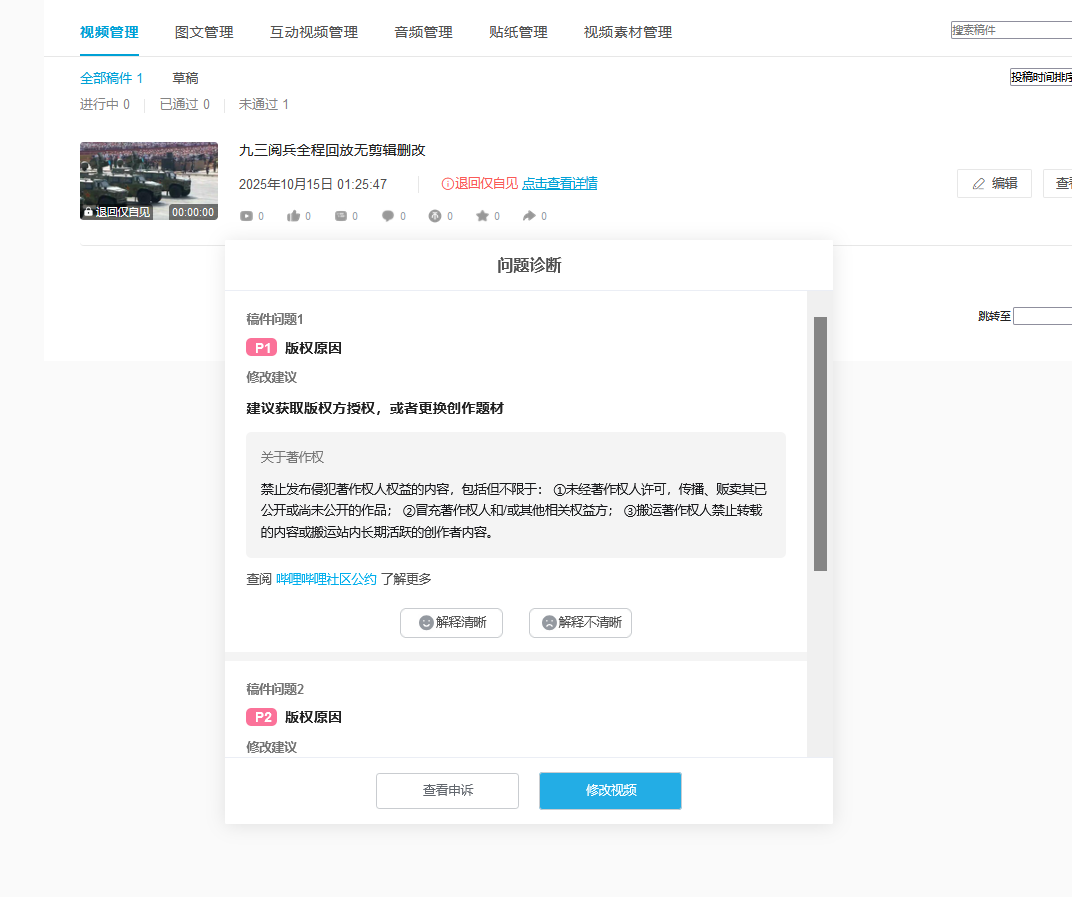 视频管理 图文管理 互动视频管理 音频管理 贴纸管理 视频素材管理 搜索稿件
全部稿件 1 草稿 投稿时间排序
进行中 0 已通过 0 未通过 1
九三阅兵全程回放无剪辑删改
2025年10月15日 01:25:47 退回仅自见 点击查看详情 编辑 查看
退回仅自见 00:00:00
0 0 0 0 0 0 0
问题诊断
跳转至
稿件问题1
P1 版权原因
修改建议
建议获取版权方授权，或者更换创作题材
关于著作权
禁止发布侵犯著作权人权益的内容，包括但不限于： ①未经著作权人许可，传播、贩卖其已
公开或尚未公开的作品； ②冒充著作权人和/或其他相关权益方； ③搬运著作权人禁止转载
的内容或搬运站内长期活跃的创作者内容。
查阅 哔哩哔哩社区公约 了解更多
解释清晰 解释不清晰
稿件问题2
P2 版权原因
修改建议
查看申诉 修改视频